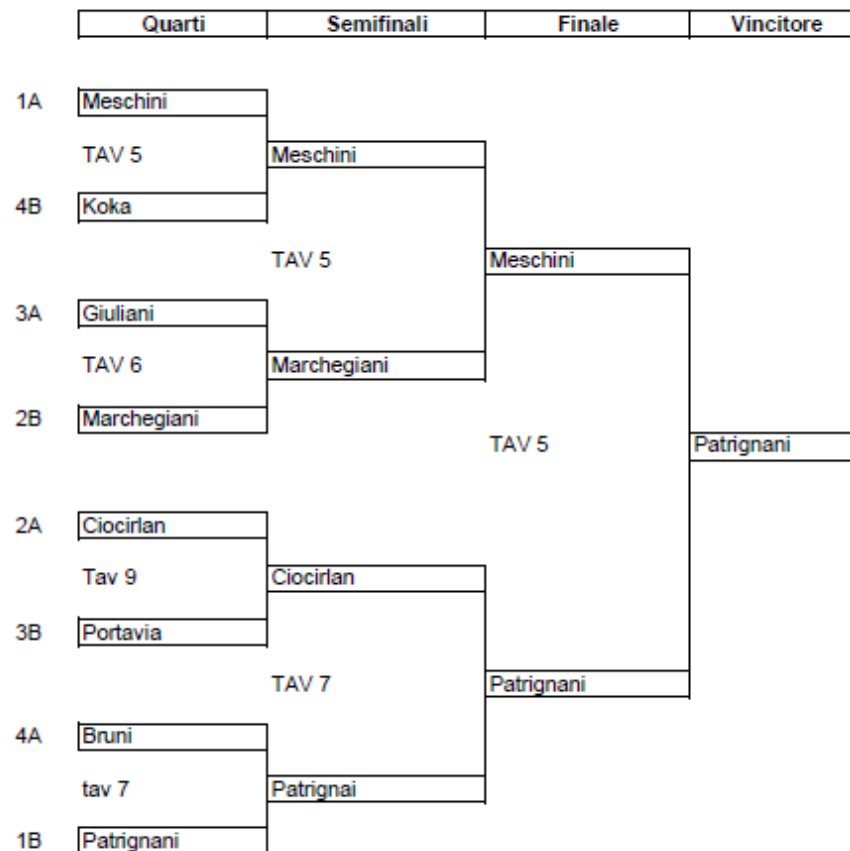 Quarti Semifinali Finale Vincitore
1A Meschini
TAV 5 Meschini
4B Koka
TAV 5 Meschini
3A Giuliani
TAV 6 Marchegiani
2B Marchegiani
TAV 5 Patrignani
2A Ciocirlan
Tav 9 Ciocirlan
3B Portavia
TAV 7 Patrignani
4A Bruni
tav 7 Patrignai
1B Patrignani